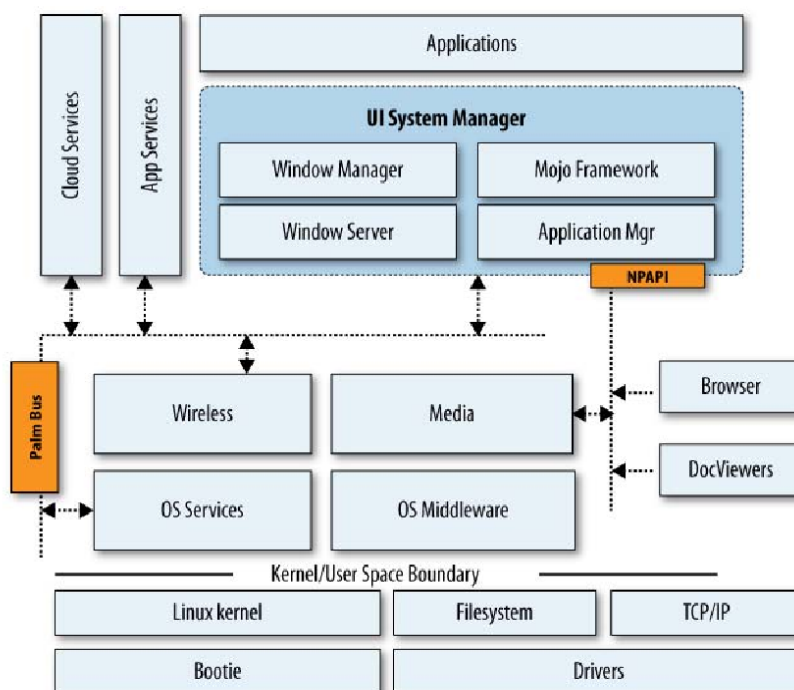 Cloud Services
App Services
Applications
UI System Manager
Window Manager
Mojo Framework
Window Server
Application Mgr
NPAPI
Palm Bus
Wireless
Media
Browser
OS Services
OS Middleware
DocViewers
Kernel/User Space Boundary
Linux kernel
Filesystem
TCP/IP
Bootie
Drivers